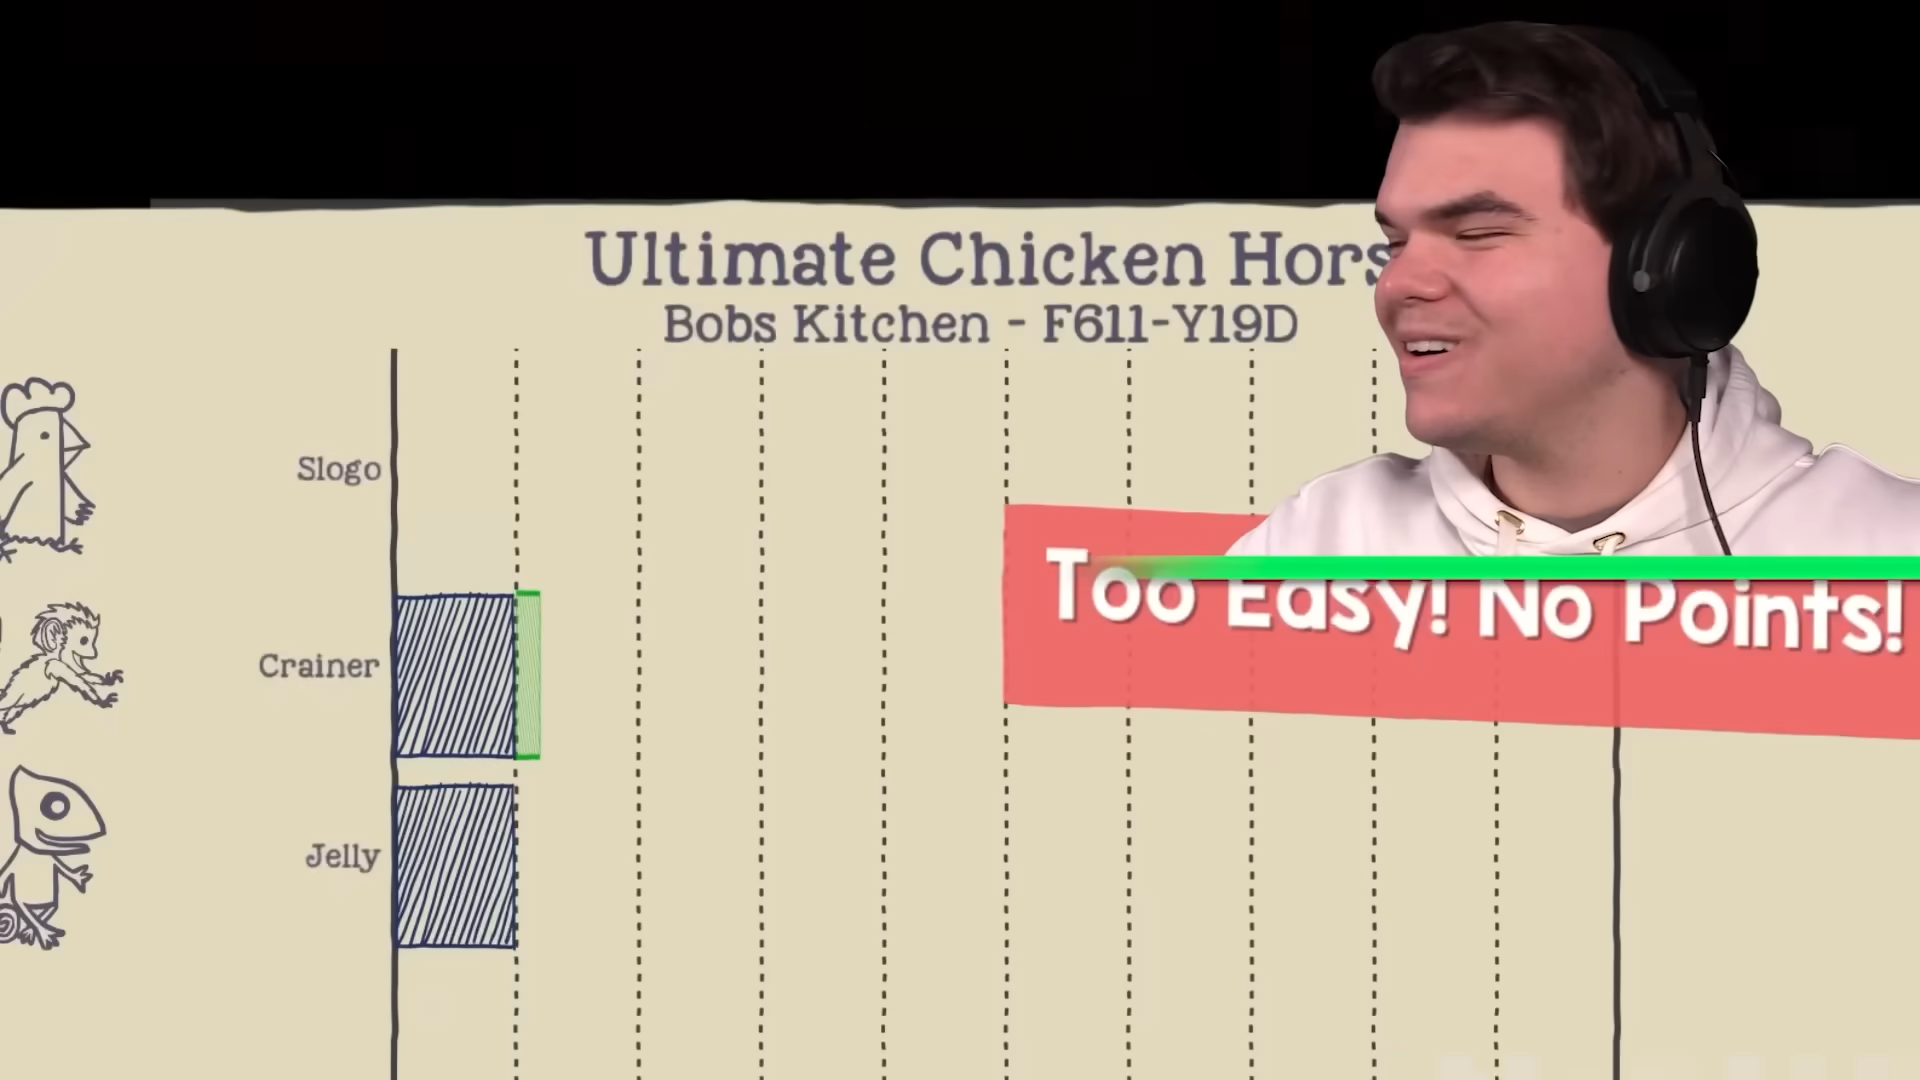 Ultimate Chicken Hors
Bobs Kitchen - F611-Y19D
Slogo
Too Easy! No Points!
Crainer
Jelly